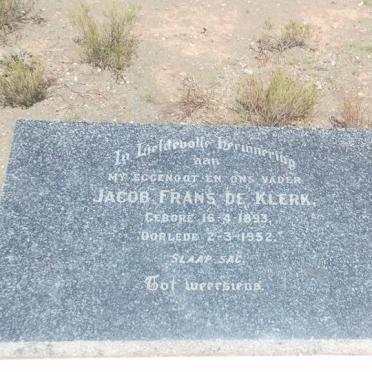 In Liefdevolle Herinnering
aan
MY EGGENOOT EN ONS VADER
JACOB FRANS DE KLERK.
GEBORE 16-4-1893.
OORLEDE 2-3-1952.
SLAAP SAG.
Tot weersiens.